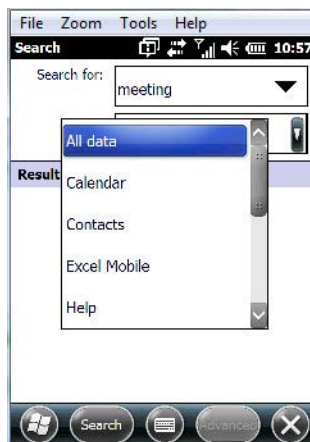 File Zoom Tools Help
Search 10:57
Search for: meeting
All data
Result
Calendar
Contacts
Excel Mobile
Help
Search Advanced